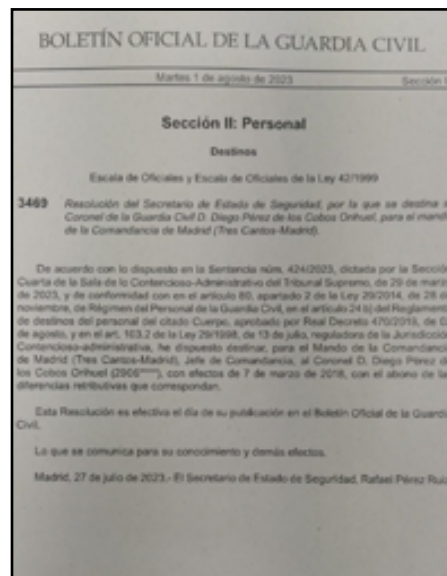 BOLETÍN OFICIAL DE LA GUARDIA CIVIL
Martes 1 de agosto de 2023 Sección
Sección II: Personal
Destinos
Escala de Oficiales y Escala de Oficiales de la Ley 42/1999
3469 Resolución del Secretario de Estado de Seguridad, por la que se destina a
Coronel de la Guardia Civil D. Diego Pérez de los Cobos Orihuel, para el mando
de la Comandancia de Madrid (Tres Cantos-Madrid).
De acuerdo con lo dispuesto en la Sentencia núm. 424/2023, dictada por la Sección
Cuarta de la Sala de lo Contencioso-Administrativo del Tribunal Supremo, de 29 de marzo
de 2023, y de conformidad con en el artículo 80, apartado 2 de la Ley 29/2014, de 28 d
noviembre, de Régimen del Personal de la Guardia Civil, en el artículo 24 b) del Reglamento
de destinos del personal del citado Cuerpo, aprobado por Real Decreto 470/2019, de
de agosto, y en el art. 103.2 de la Ley 29/1998, de 13 de julio, reguladora de la Jurisdicción
Contencioso-administrativa, he dispuesto destinar, para el Mando de la Comandancia
de Madrid (Tres Cantos-Madrid), Jefe de Comandancia, al Coronel D. Diego Pérez d
los Cobos Orihuel (2906*****), con efectos de 7 de marzo de 2018, con el abono de la
diferencias retributivas que correspondan.
Esta Resolución es efectiva el día de su publicación en el Boletín Oficial de la Guardia
Civil.
Lo que se comunica para su conocimiento y demás efectos.
Madrid, 27 de julio de 2023.- El Secretario de Estado de Seguridad, Rafael Pérez Ruiz